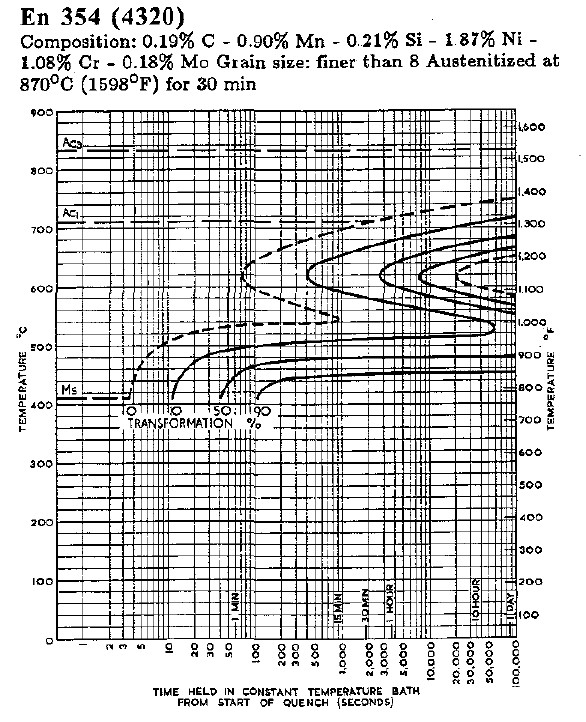 En 354 (4320)
Composition: 0.19% C - 0.90% Mn - 0.21% Si - 1.87% Ni -
1.08% Cr - 0.18% Mo Grain size: finer than 8 Austenitized at
870°C (1598°F) for 30 min
900
800
700
600
500
400
300
200
100
0
TEMPERATURE °C
Ac3
Ac1
Ms
0 10 50 90
TRANSFORMATION %
1 MIN
15 MIN
30 MIN
1 HOUR
10 HOUR
1 DAY
1,600
1,500
1,400
1,300
1,200
1,100
1,000
900
800
700
600
500
400
300
200
100
TEMPERATURE °F
1 2 3 5 10 20 30 50 100 200 300 500 1,000 2,000 3,000 5,000 10,000 20,000 30,000 50,000 100,000
TIME HELD IN CONSTANT TEMPERATURE BATH
FROM START OF QUENCH (SECONDS)